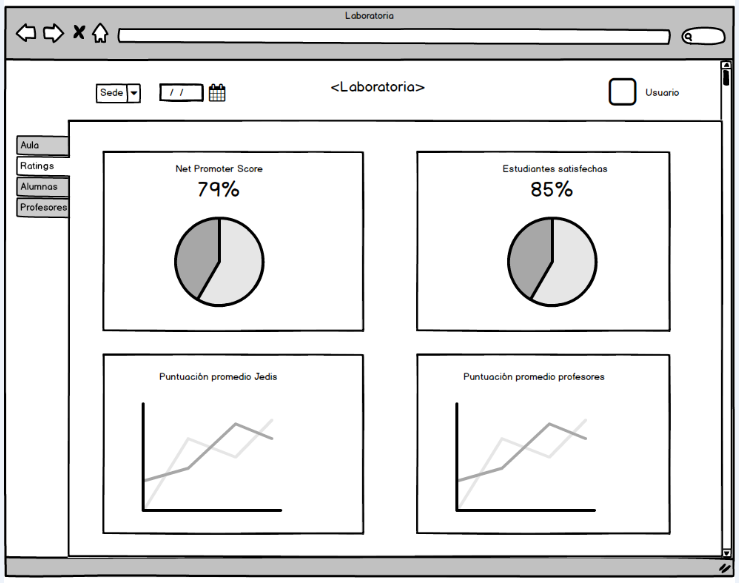 Laboratoria
Sede
/ /
<Laboratoria>
Usuario
Aula
Ratings
Alumnas
Profesores
Net Promoter Score
79%
Estudiantes satisfechas
85%
Puntuación promedio Jedis
Puntuación promedio profesores